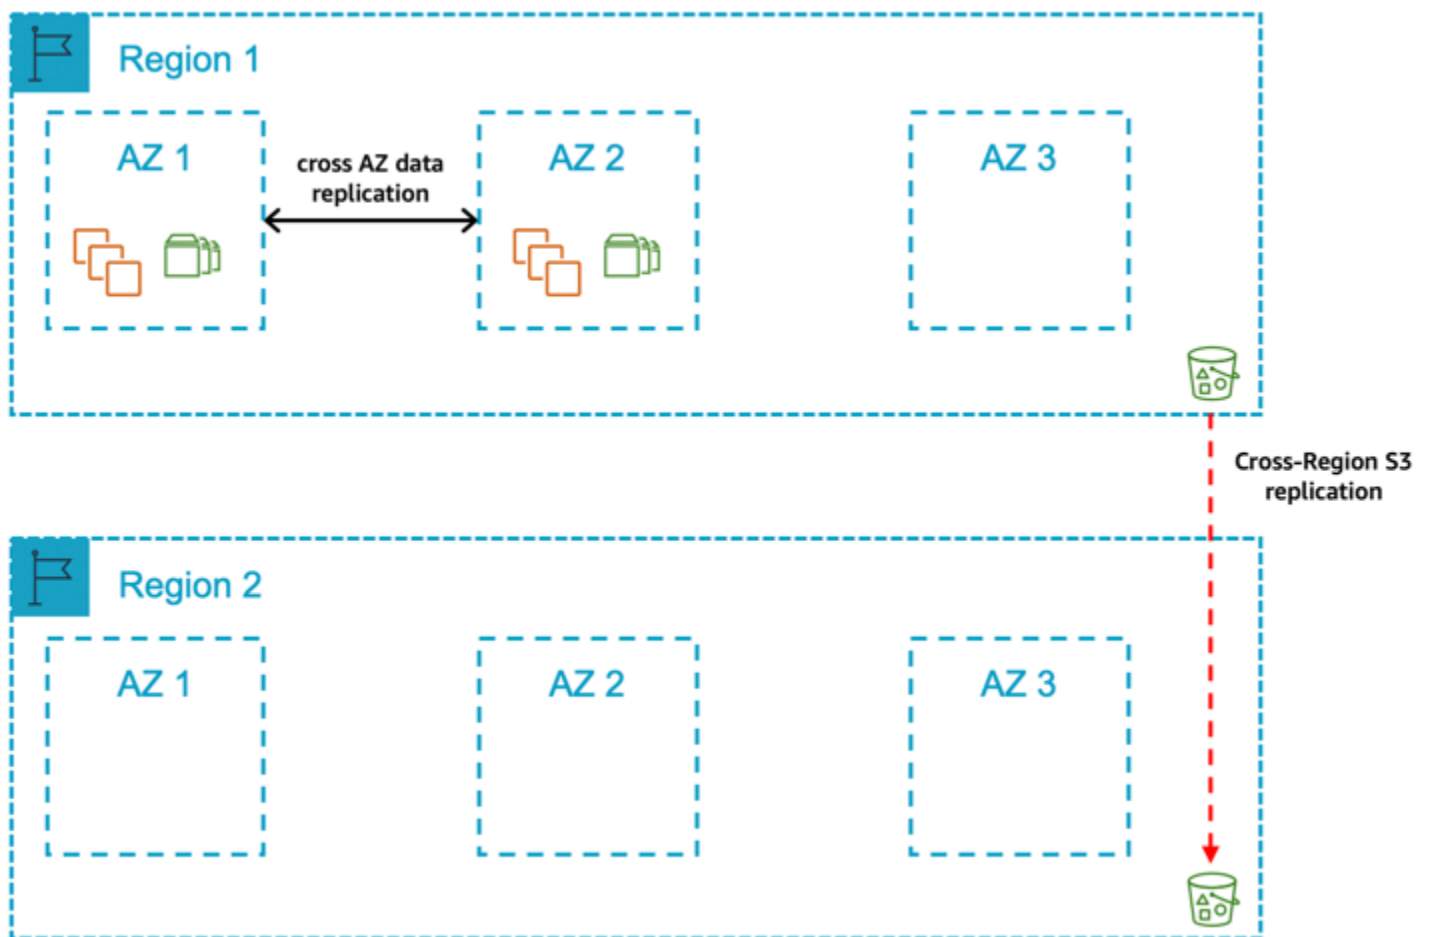 Region 1
AZ 1
cross AZ data
replication
AZ 2
AZ 3
Cross-Region S3
replication
Region 2
AZ 1
AZ 2
AZ 3